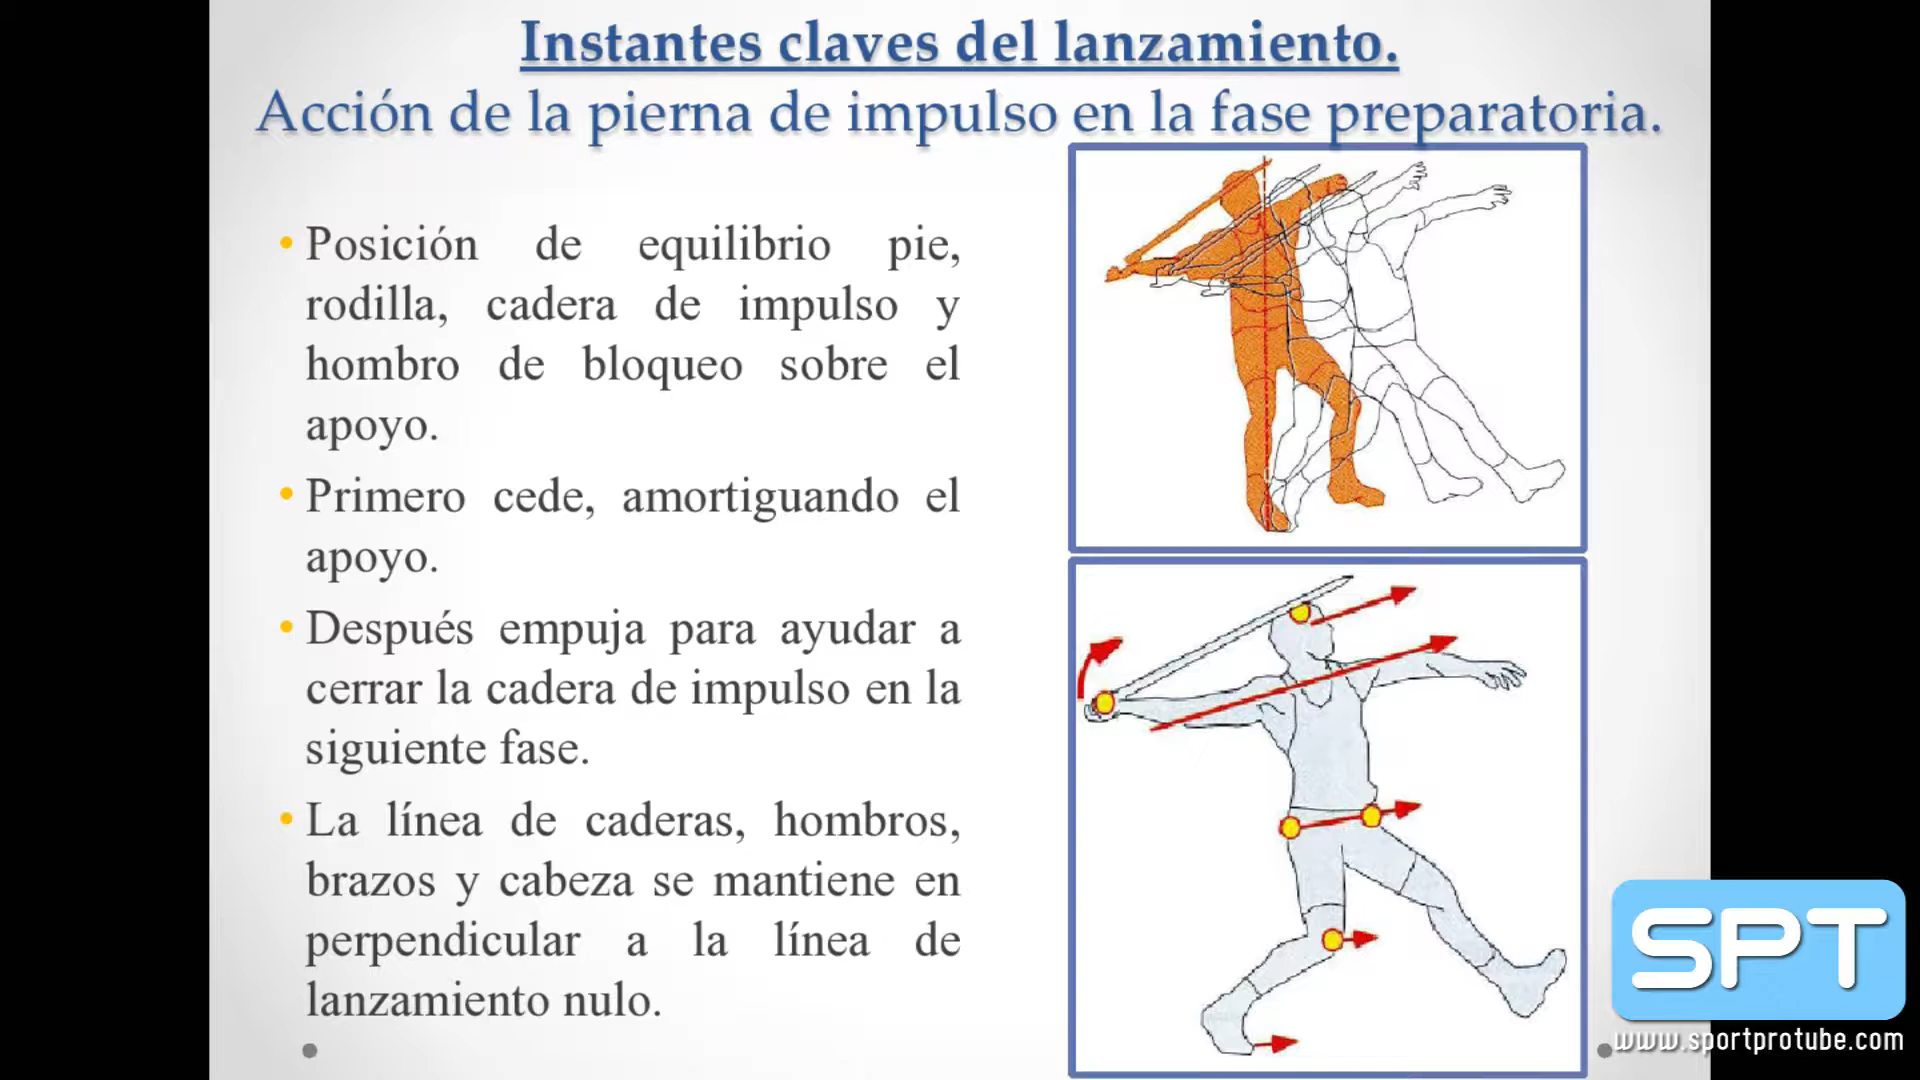 Instantes claves del lanzamiento.
Acción de la pierna de impulso en la fase preparatoria.
• Posición de equilibrio pie,
rodilla, cadera de impulso y
hombro de bloqueo sobre el
apoyo.
• Primero cede, amortiguando el
apoyo.
• Después empuja para ayudar a
cerrar la cadera de impulso en la
siguiente fase.
• La línea de caderas, hombros,
brazos y cabeza se mantiene en
perpendicular a la línea de
lanzamiento nulo.
SPT
www.sportprotube.com